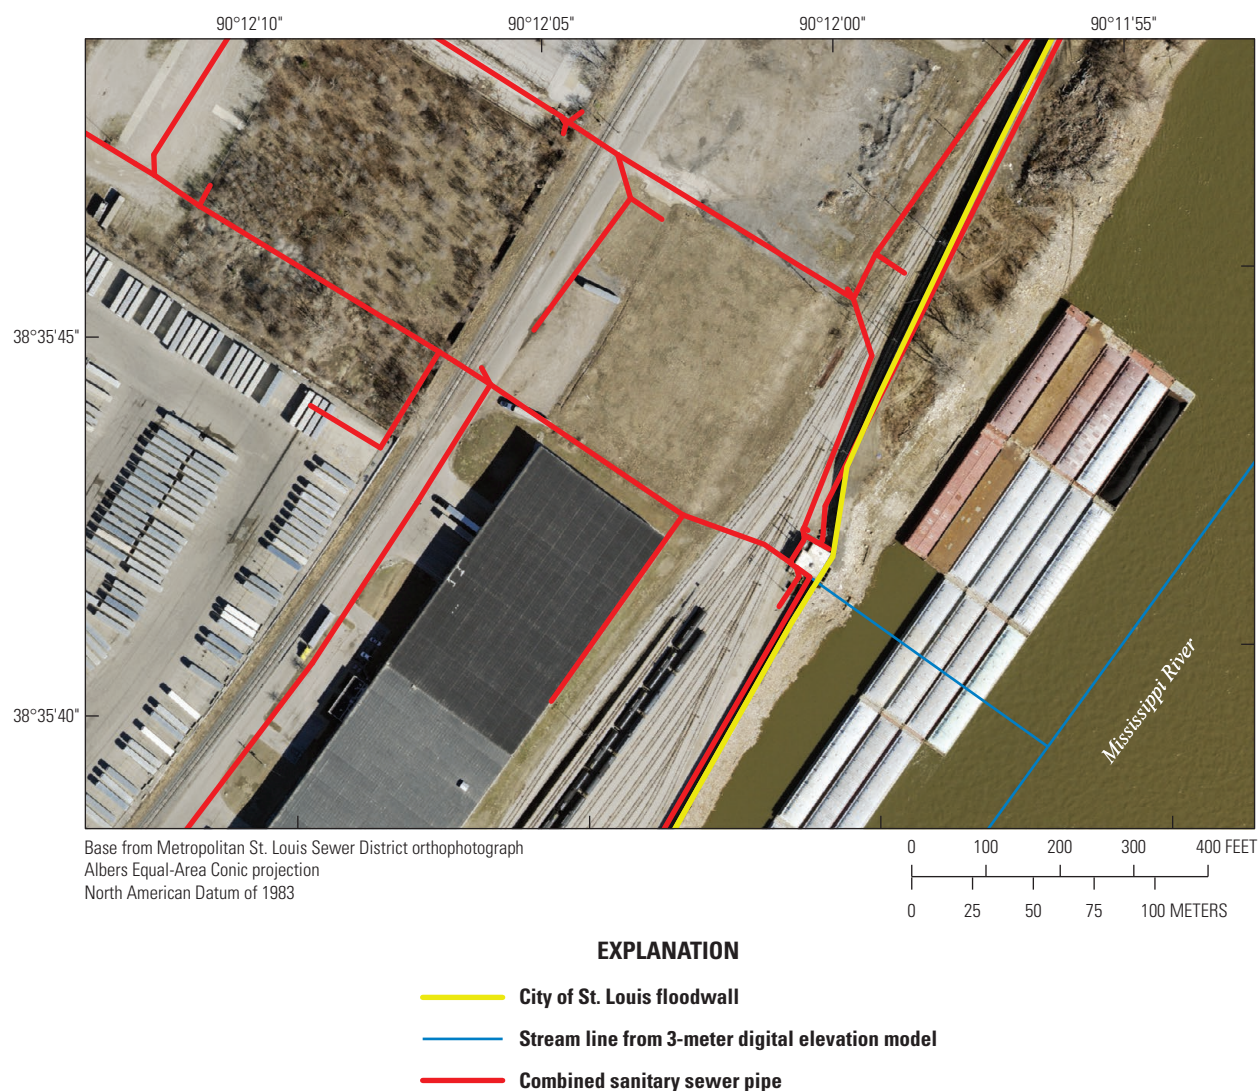 90°12'10" 90°12'05" 90°12'00" 90°11'55"
38°35'45"
38°35'40"
Mississippi River
Base from Metropolitan St. Louis Sewer District orthophotograph
Albers Equal-Area Conic projection
North American Datum of 1983
0 100 200 300 400 FEET
0 25 50 75 100 METERS
EXPLANATION
City of St. Louis floodwall
Stream line from 3-meter digital elevation model
Combined sanitary sewer pipe